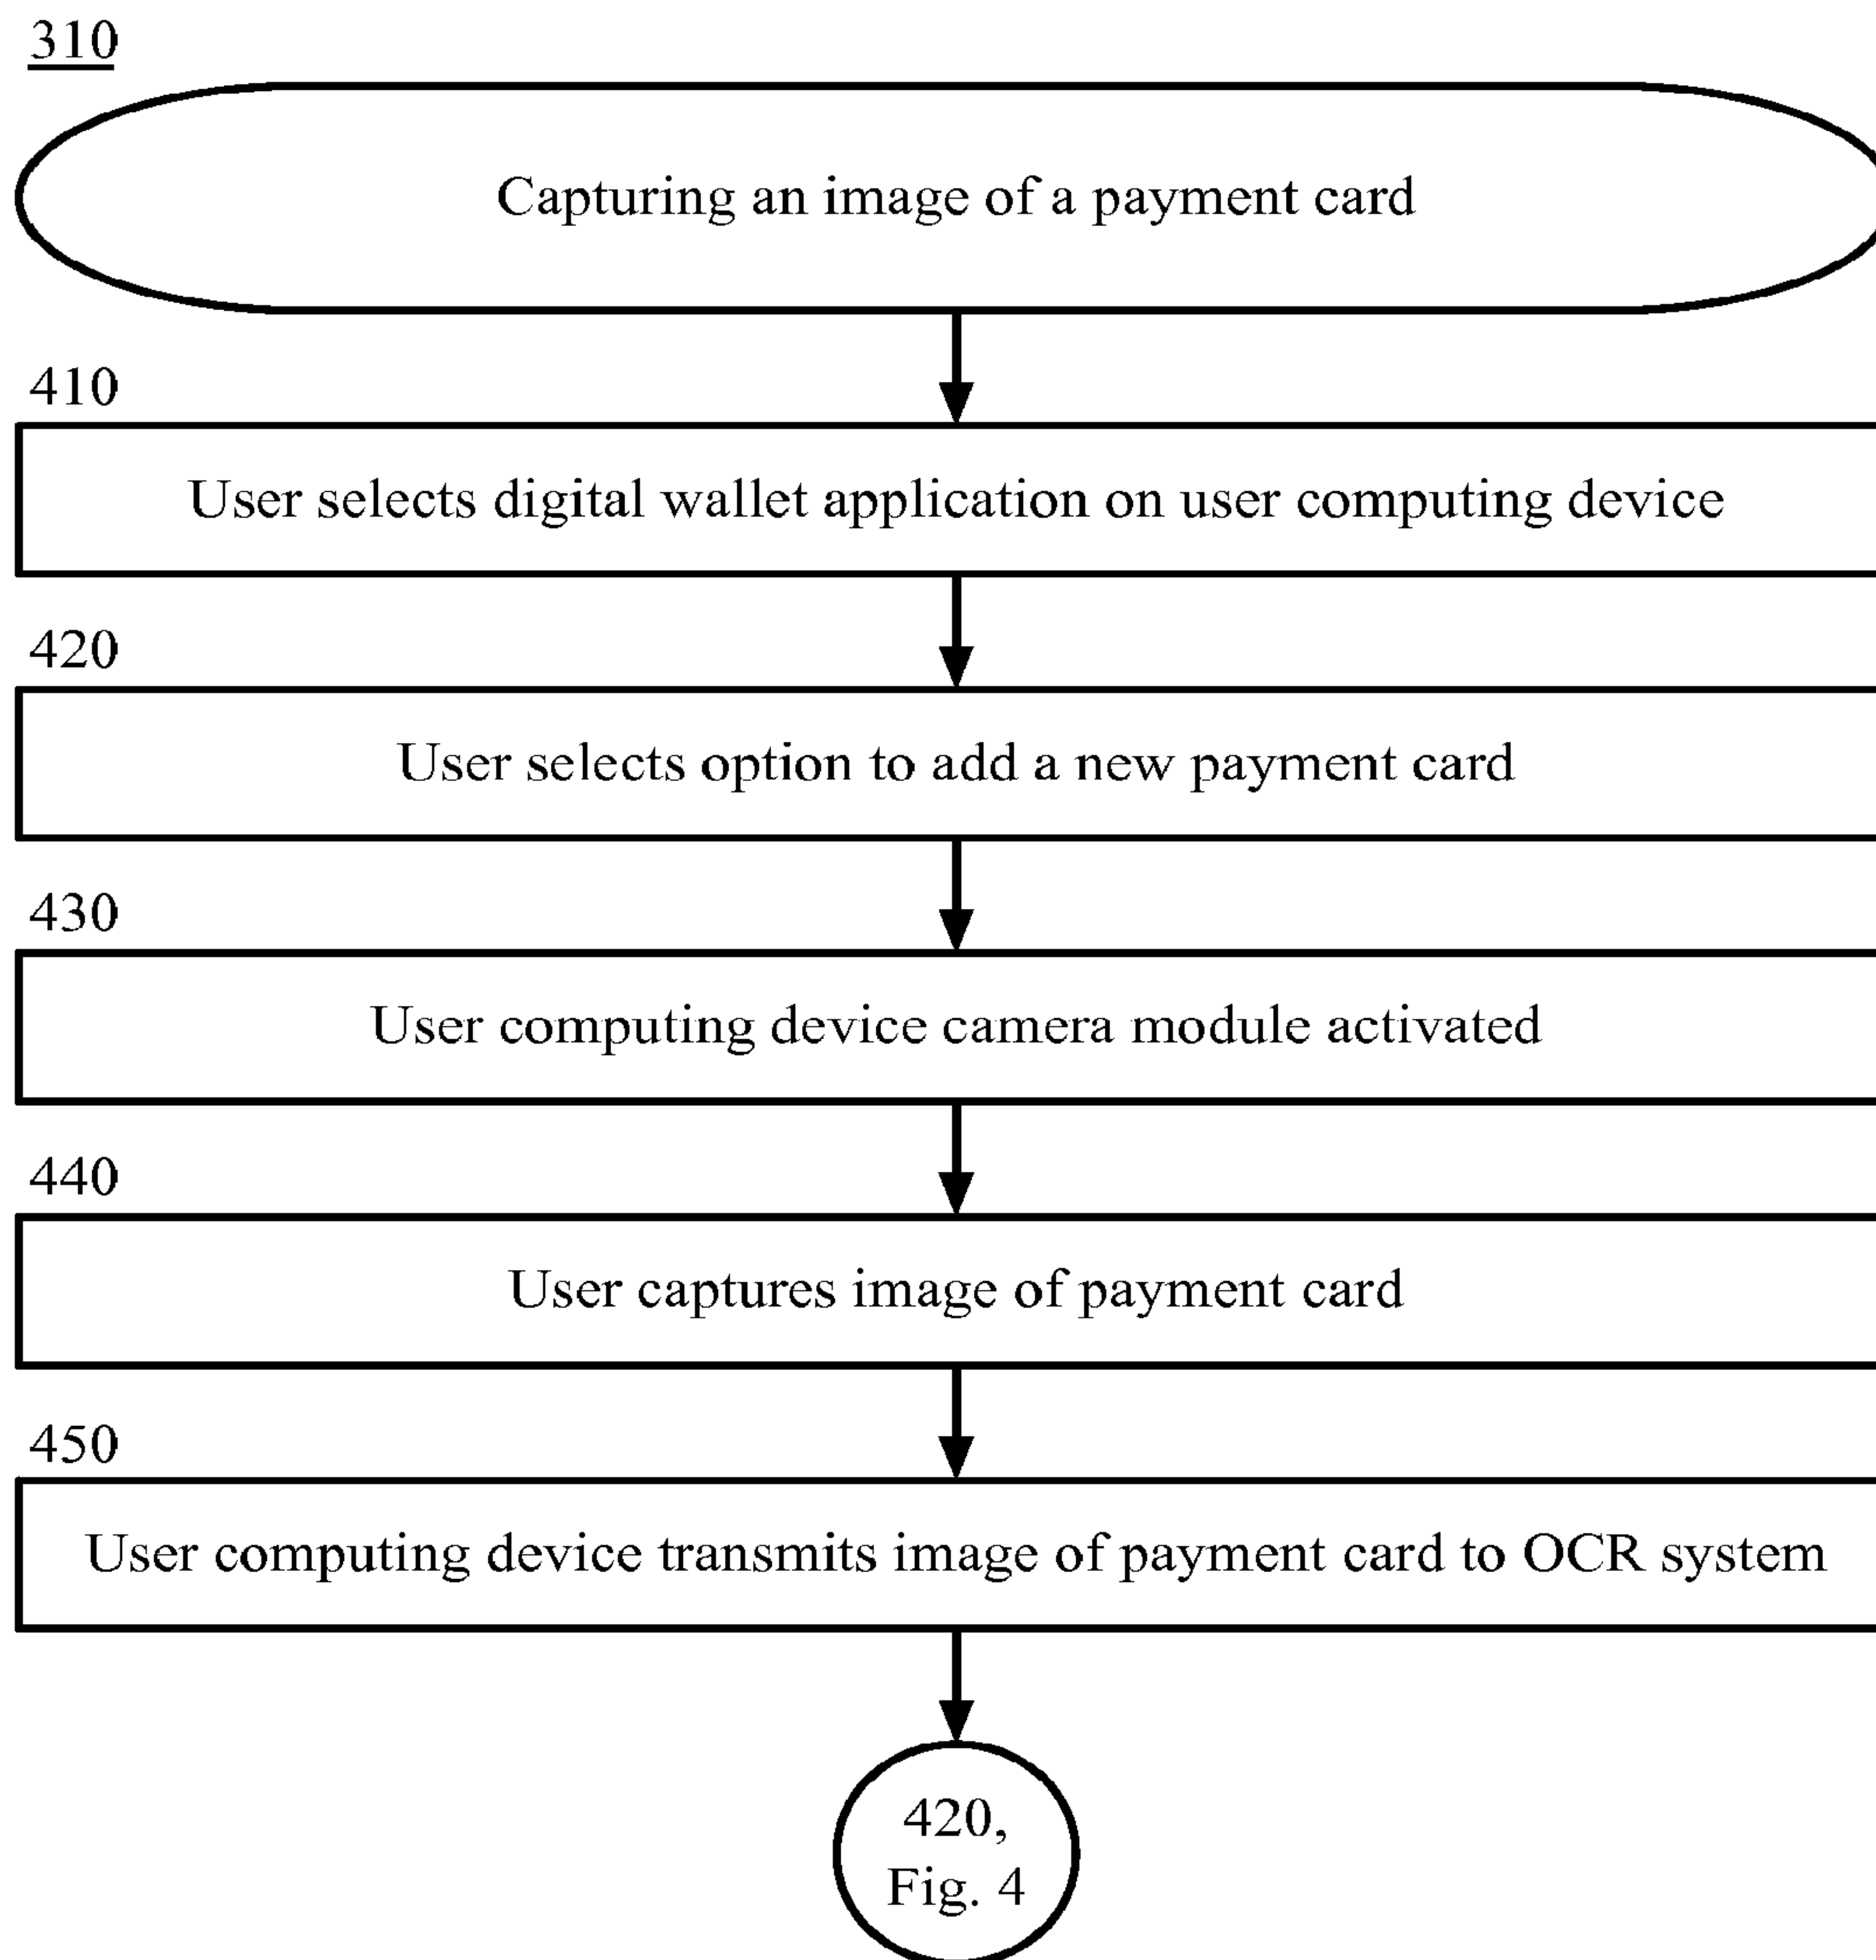 310
Capturing an image of a payment card
410
User selects digital wallet application on user computing device
420
User selects option to add a new payment card
430
User computing device camera module activated
440
User captures image of payment card
450
User computing device transmits image of payment card to OCR system
420,
Fig. 4